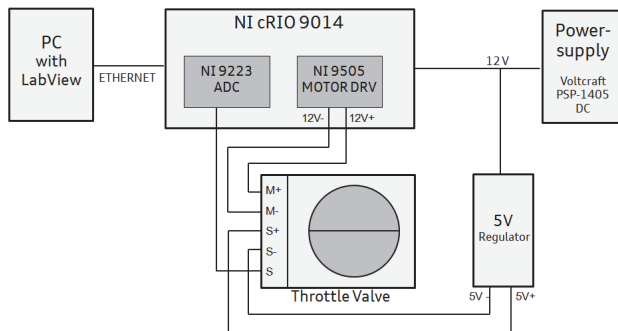 PC
with
LabView
ETHERNET
NI cRIO 9014
NI 9223
ADC
NI 9505
MOTOR DRV
12V-
12V+
12V
Power-
supply
Voltcraft
PSP-1405
DC
M+
M-
S+
S-
S
Throttle Valve
5V
Regulator
5V -
5V+